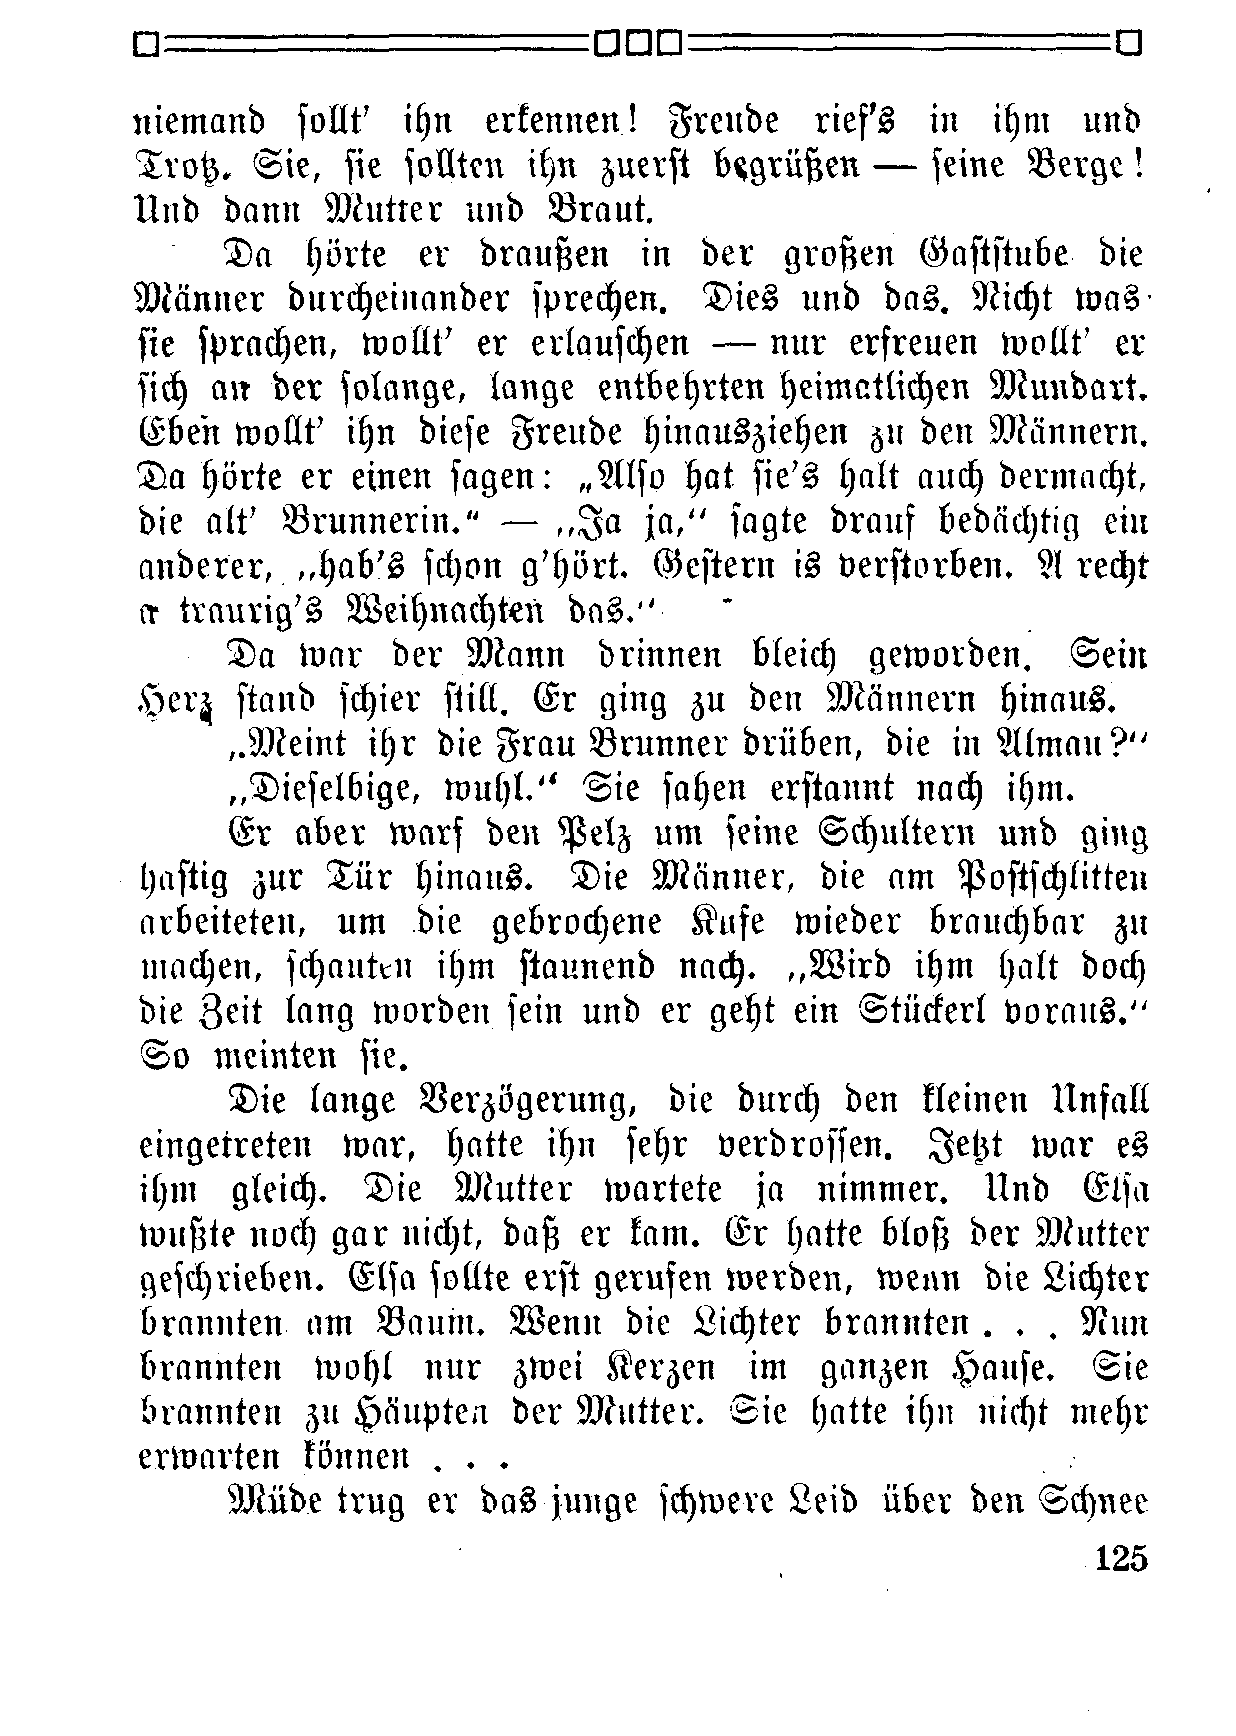 niemand sollt' ihn erkennen! Freude rief's in ihm und
Trotz. Sie, sie sollten ihn zuerst begrüßen — seine Berge!
Und dann Mutter und Braut.
Da hörte er draußen in der großen Gaststube die
Männer durcheinander sprechen. Dies und das. Nicht was
sie sprachen, wollt' er erlauschen — nur erfreuen wollt' er
sich an der solange, lange entbehrten heimatlichen Mundart.
Eben wollt' ihn diese Freude hinausziehen zu den Männern.
Da hörte er einen sagen: „Also hat sie's halt auch dermacht,
die alt' Brunnerin.“ — „Ja ja,“ sagte drauf bedächtig ein
anderer, „hab's schon g'hört. Gestern is verstorben. A recht
a traurig's Weihnachten das.“
Da war der Mann drinnen bleich geworden. Sein
Herz stand schier still. Er ging zu den Männern hinaus.
„Meint ihr die Frau Brunner drüben, die in Almau?“
„Dieselbige, wuhl.“ Sie sahen erstaunt nach ihm.
Er aber warf den Pelz um seine Schultern und ging
hastig zur Tür hinaus. Die Männer, die am Postschlitten
arbeiteten, um die gebrochene Kufe wieder brauchbar zu
machen, schauten ihm staunend nach. „Wird ihm halt doch
die Zeit lang worden sein und er geht ein Stückerl voraus.“
So meinten sie.
Die lange Verzögerung, die durch den kleinen Unfall
eingetreten war, hatte ihn sehr verdrossen. Jetzt war es
ihm gleich. Die Mutter wartete ja nimmer. Und Elsa
wußte noch gar nicht, daß er kam. Er hatte bloß der Mutter
geschrieben. Elsa sollte erst gerufen werden, wenn die Lichter
brannten am Baum. Wenn die Lichter brannten . . . Nun
brannten wohl nur zwei Kerzen im ganzen Hause. Sie
brannten zu Häupten der Mutter. Sie hatte ihn nicht mehr
erwarten können . . .
Müde trug er das junge schwere Leid über den Schnee
125